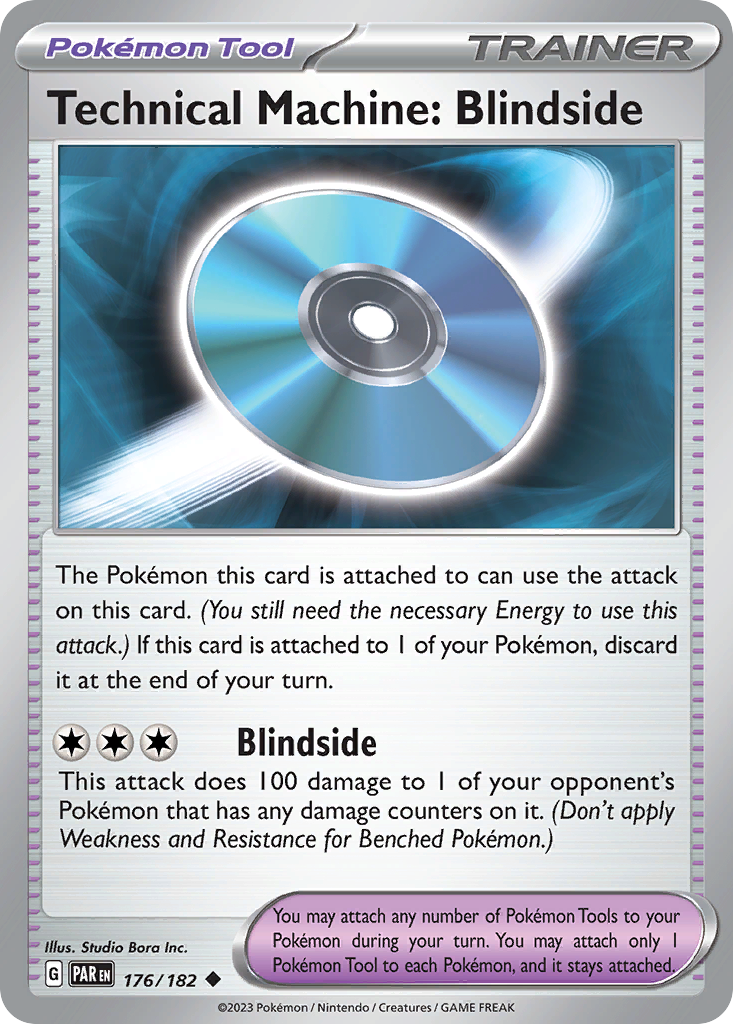 Pokémon Tool
TRAINER
Technical Machine: Blindside
The Pokémon this card is attached to can use the attack
on this card. (You still need the necessary Energy to use this
attack.) If this card is attached to 1 of your Pokémon, discard
it at the end of your turn.
Blindside
This attack does 100 damage to 1 of your opponent's
Pokémon that has any damage counters on it. (Don't apply
Weakness and Resistance for Benched Pokémon.)
You may attach any number of Pokémon Tools to your
Pokémon during your turn. You may attach only 1
Pokémon Tool to each Pokémon, and it stays attached.
Illus. Studio Bora Inc.
G PAR EN 176/182
©2023 Pokémon / Nintendo / Creatures / GAME FREAK